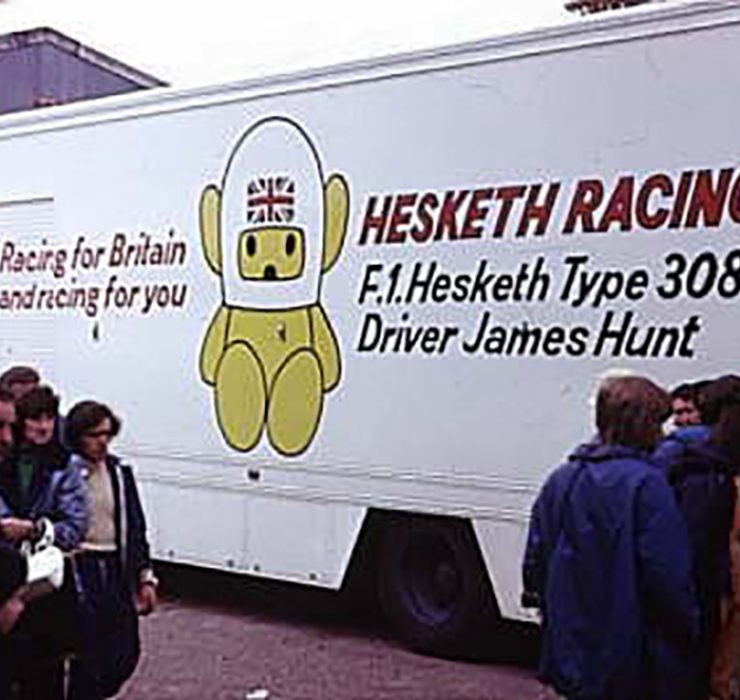 Racing for Britain
and racing for you
HESKETH RACING
F.1.Hesketh Type 308
Driver James Hunt